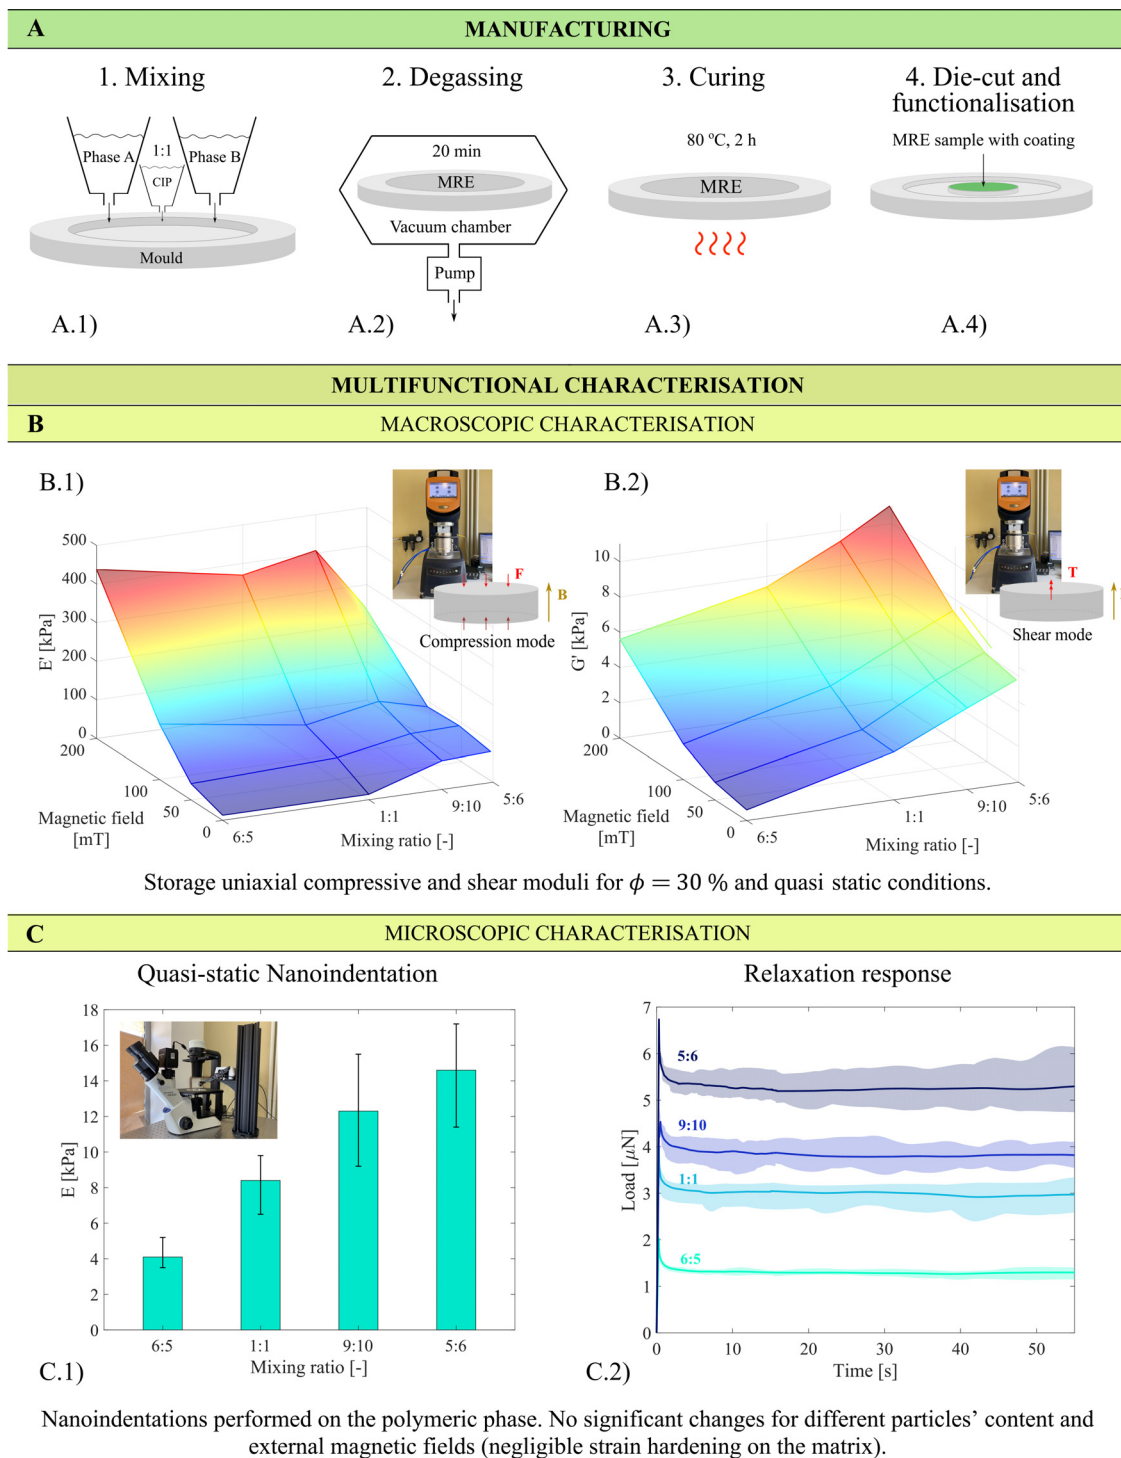 A MANUFACTURING
1. Mixing
Phase A
1:1
CIP
Phase B
Mould
A.1)
2. Degassing
20 min
MRE
Vacuum chamber
Pump
A.2)
3. Curing
80 ºC, 2 h
MRE
A.3)
4. Die-cut and
functionalisation
MRE sample with coating
A.4)
MULTIFUNCTIONAL CHARACTERISATION
B MACROSCOPIC CHARACTERISATION
B.1)
E' [kPa]
500
400
300
200
100
0
200
100
50
0
Magnetic field
[mT]
6:5
1:1
9:10
5:6
Mixing ratio [-]
F
B
Compression mode
B.2)
G' [kPa]
10
8
6
4
2
0
200
100
50
0
Magnetic field
[mT]
6:5
1:1
9:10
5:6
Mixing ratio [-]
T
Shear mode
Storage uniaxial compressive and shear moduli for ϕ = 30 % and quasi static conditions.
C MICROSCOPIC CHARACTERISATION
Quasi-static Nanoindentation
E [kPa]
18
16
14
12
10
8
6
4
2
0
6:5
1:1
9:10
5:6
Mixing ratio [-]
C.1)
Relaxation response
Load [μN]
7
6
5
4
3
2
1
0
5:6
9:10
1:1
6:5
0
10
20
30
40
50
Time [s]
C.2)
Nanoindentations performed on the polymeric phase. No significant changes for different particles’ content and
external magnetic fields (negligible strain hardening on the matrix).